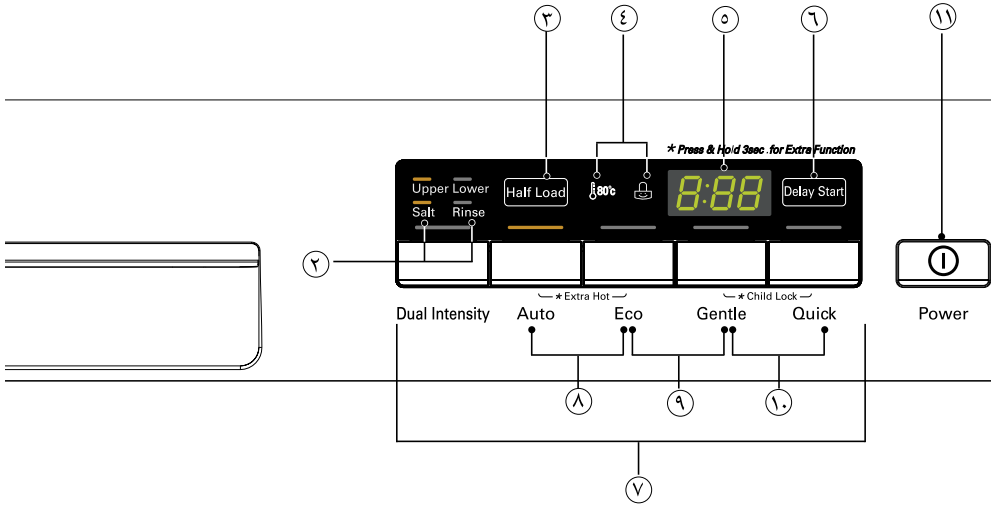 ٣ ٤ ٥ ٦ ١١
* Press & Hold 3sec .for Extra Function
Upper Lower
Half Load 80°c 8:88 Delay Start
Salt Rinse
٢
* Extra Hot * Child Lock
Dual Intensity Auto Eco Gentle Quick Power
٨ ٩ ١٠
٧